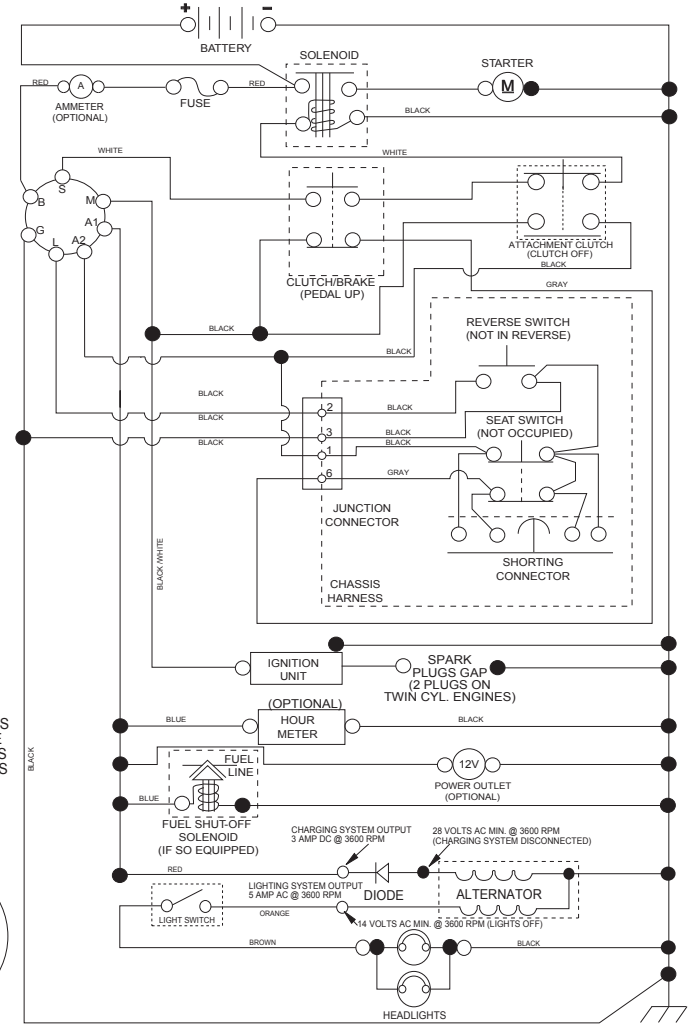 + −
BATTERY
SOLENOID
STARTER
RED
A
RED
M
AMMETER
(OPTIONAL)
FUSE
BLACK
WHITE
WHITE
S
B
M
A1
G
L
A2
ATTACHMENT CLUTCH
(CLUTCH OFF)
BLACK
CLUTCH/BRAKE
(PEDAL UP)
GRAY
REVERSE SWITCH
(NOT IN REVERSE)
BLACK
BLACK
BLACK
2
BLACK
BLACK
SEAT SWITCH
(NOT OCCUPIED)
3
BLACK
BLACK
1
BLACK
6
GRAY
JUNCTION
CONNECTOR
SHORTING
CONNECTOR
CHASSIS
HARNESS
BLACK/WHITE
IGNITION
UNIT
SPARK
PLUGS GAP
(2 PLUGS ON
TWIN CYL. ENGINES)
(OPTIONAL)
HOUR
METER
BLUE
BLACK
S
S
S
BLACK
FUEL
LINE
12V
POWER OUTLET
(OPTIONAL)
BLUE
FUEL SHUT-OFF
SOLENOID
(IF SO EQUIPPED)
CHARGING SYSTEM OUTPUT
3 AMP DC @ 3600 RPM
28 VOLTS AC MIN. @ 3600 RPM
(CHARGING SYSTEM DISCONNECTED)
RED
LIGHTING SYSTEM OUTPUT
5 AMP AC @ 3600 RPM
DIODE
ALTERNATOR
LIGHT SWITCH
ORANGE
14 VOLTS AC MIN. @ 3600 RPM (LIGHTS OFF)
BROWN
BLACK
HEADLIGHTS